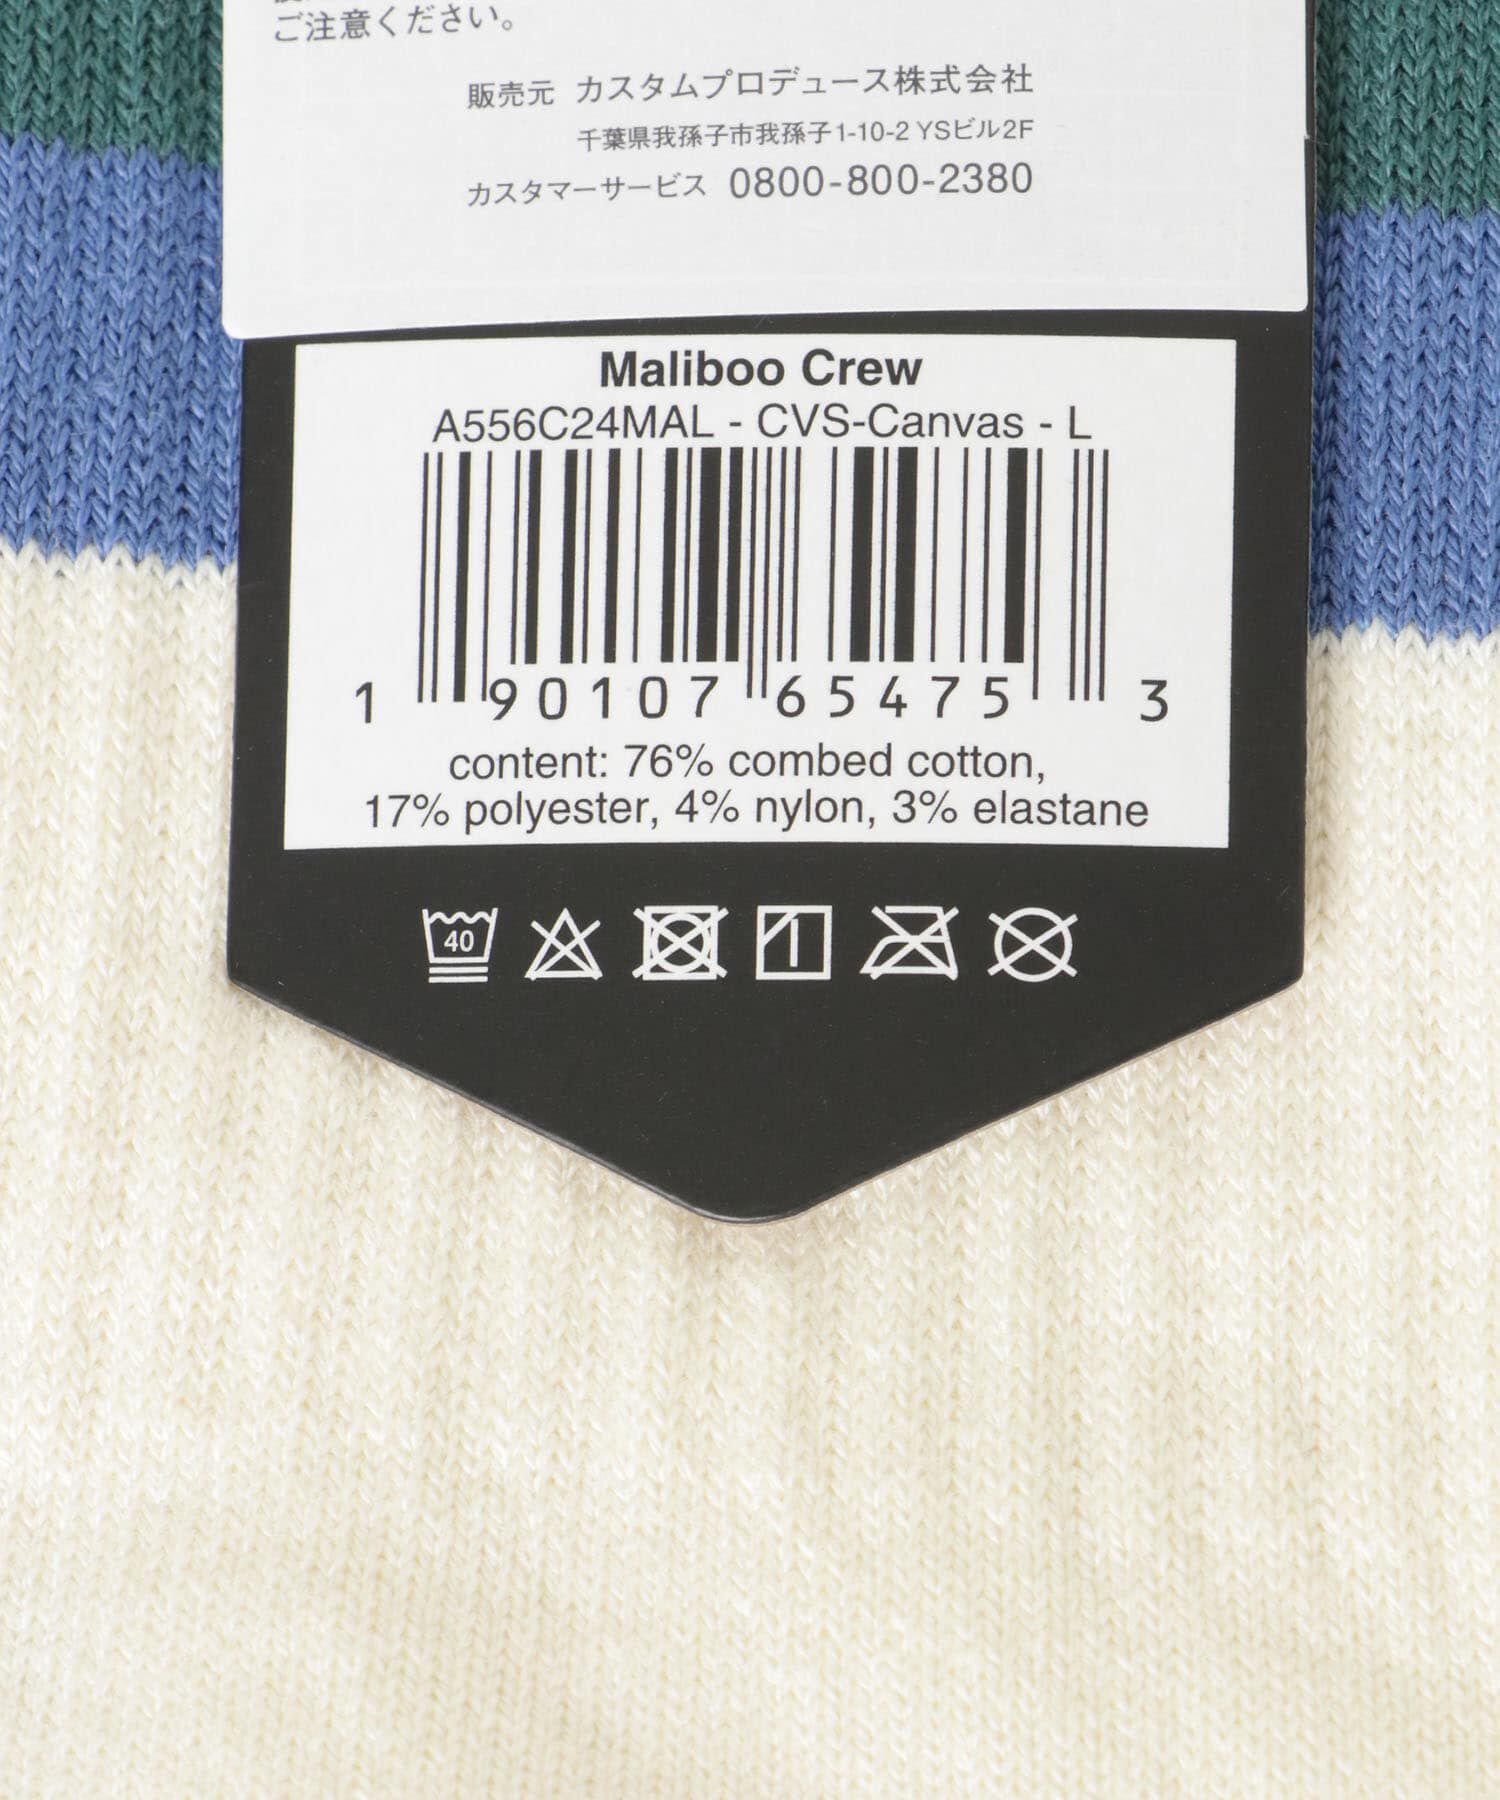 ご注意ください。
販売元 カスタムプロデュース株式会社
千葉県我孫子市我孫子1-10-2 YSビル2F
カスタマーサービス 0800-800-2380
Maliboo Crew
A556C24MAL - CVS-Canvas - L
1 90107 65475 3
content: 76% combed cotton,
17% polyester, 4% nylon, 3% elastane
40